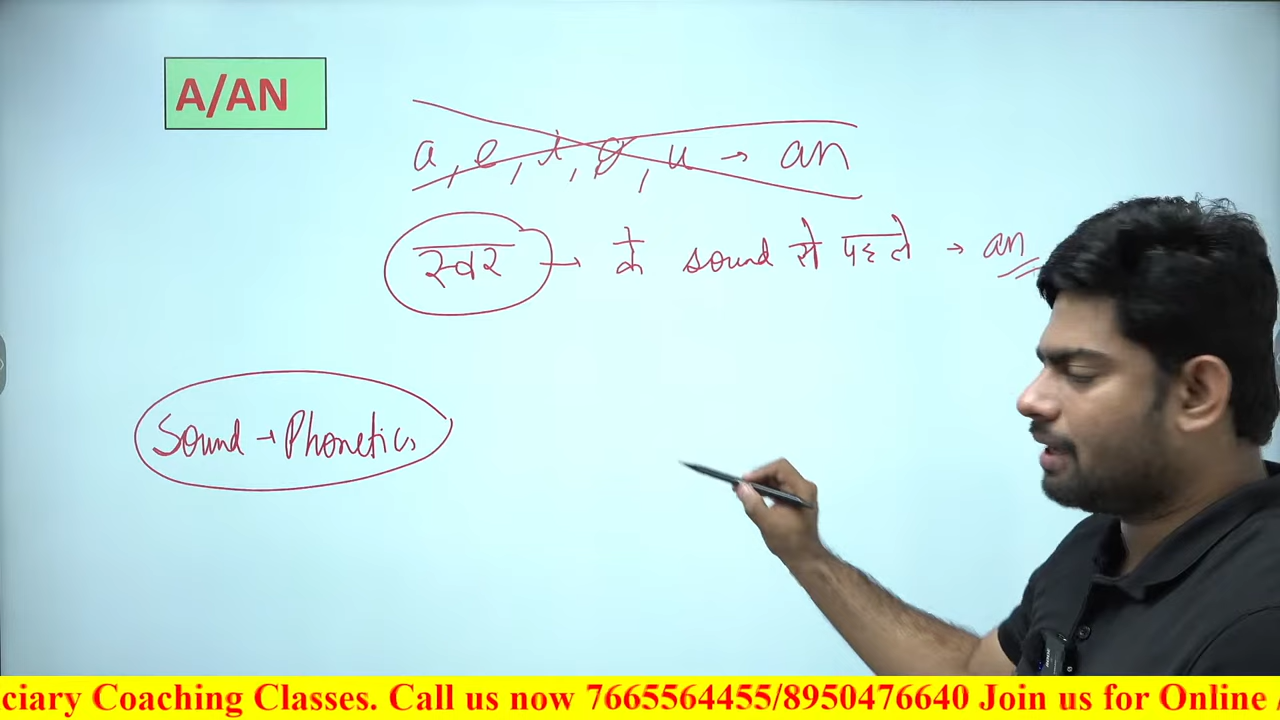 A/AN
a, e, i, o, u → an
स्वर → के sound से पहले → an
Sound → Phonetics
ciary Coaching Classes. Call us now 7665564455/8950476640 Join us for Online